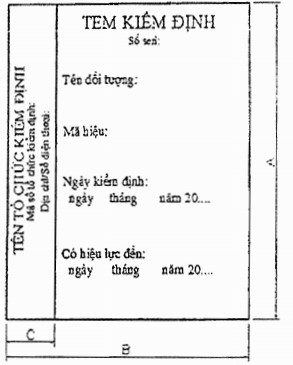 TEM KIỂM ĐỊNH
Số seri:
Tên đối tượng:
Mã hiệu:
Ngày kiểm định:
ngày tháng năm 20....
Có hiệu lực đến:
ngày tháng năm 20....
TÊN TỔ CHỨC KIỂM ĐỊNH
Mã số tổ chức kiểm định:
Địa chỉ/Số điện thoại:
A
C
B